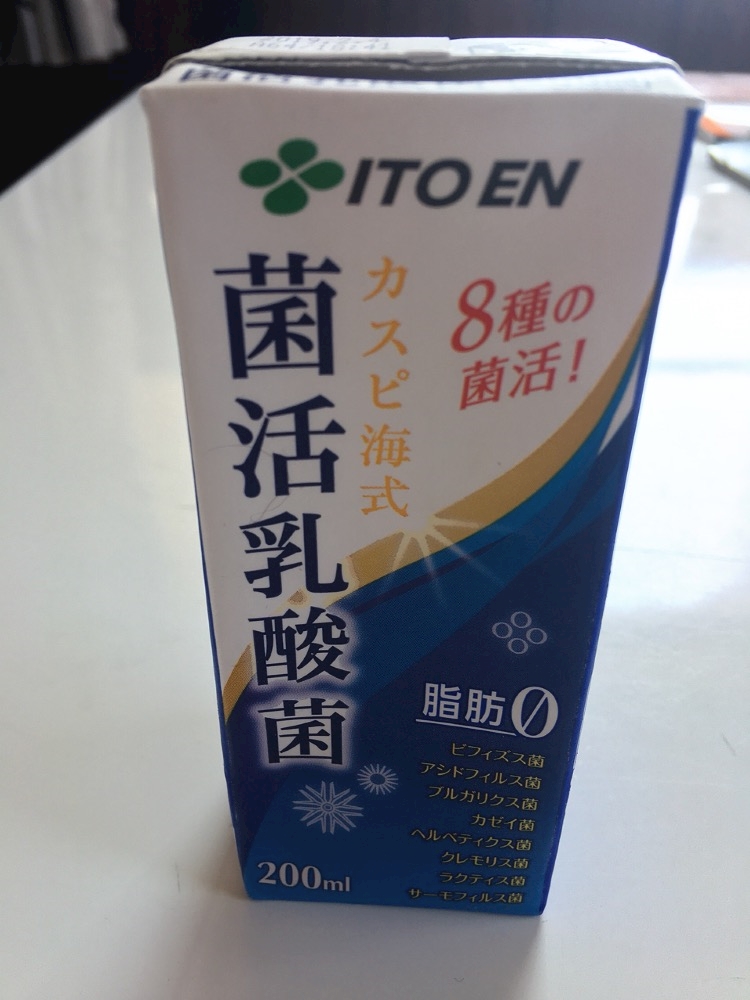 ITO EN
8種の
菌活!
カスピ海式
菌活乳酸菌
脂肪0
ビフィズス菌
アシドフィルス菌
ブルガリクス菌
カゼイ菌
ヘルベティクス菌
クレモリス菌
ラクティス菌
サーモフィルス菌
200ml